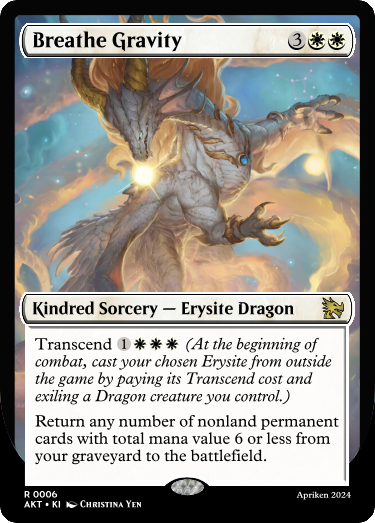 Breathe Gravity 3
Kindred Sorcery — Erysite Dragon
Transcend 1 (At the beginning of
combat, cast your chosen Erysite from outside
the game by paying its Transcend cost and
exiling a Dragon creature you control.)
Return any number of nonland permanent
cards with total mana value 6 or less from
your graveyard to the battlefield.
R 0006
AKT • KI Christina Yen
Apriken 2024